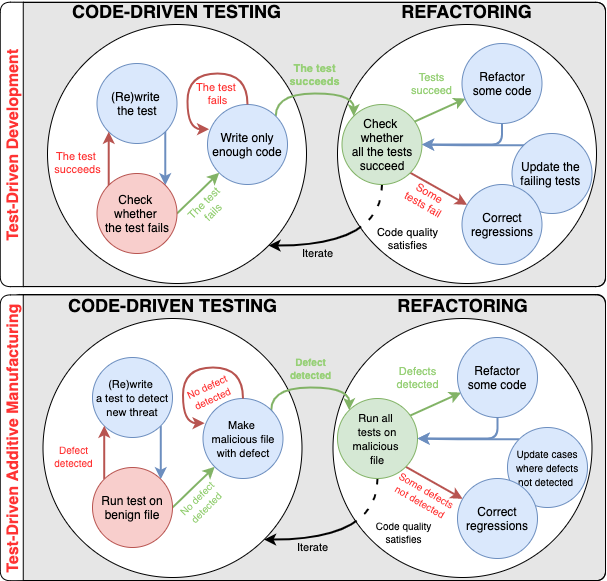 CODE-DRIVEN TESTING
REFACTORING
Test-Driven Development
(Re)write
the test
The test
fails
Write only
enough code
The test
succeeds
Check
whether
the test fails
The test
fails
The test
succeeds
Check
whether
all the tests
succeed
Tests
succeed
Refactor
some code
Update the
failing tests
Some
tests fail
Correct
regressions
Code quality
satisfies
Iterate
CODE-DRIVEN TESTING
REFACTORING
Test-Driven Additive Manufacturing
(Re)write
a test to detect
new threat
No defect
detected
Make
malicious file
with defect
Defect
detected
Run test on
benign file
No defect
detected
Defect
detected
Run all
tests on
malicious
file
Defects
detected
Refactor
some code
Update cases
where defects
not detected
Some defects
not detected
Correct
regressions
Code quality
satisfies
Iterate